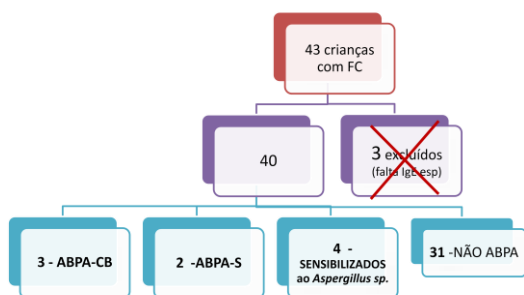 43 crianças
com FC
40
3 excluídos
(falta IgE esp)
3 - ABPA-CB
2 -ABPA-S
4 -
SENSIBILIZADOS
ao Aspergillus sp.
31 -NÃO ABPA